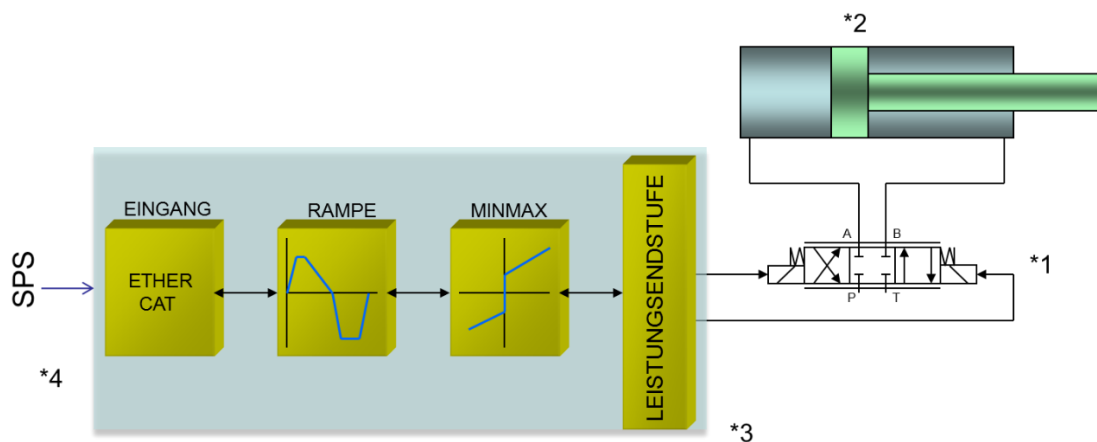 *2
EINGANG
RAMPE
MINMAX
A
B
*1
SPS
ETHER
CAT
LEISTUNGSENDSTUFE
P
T
*4
*3